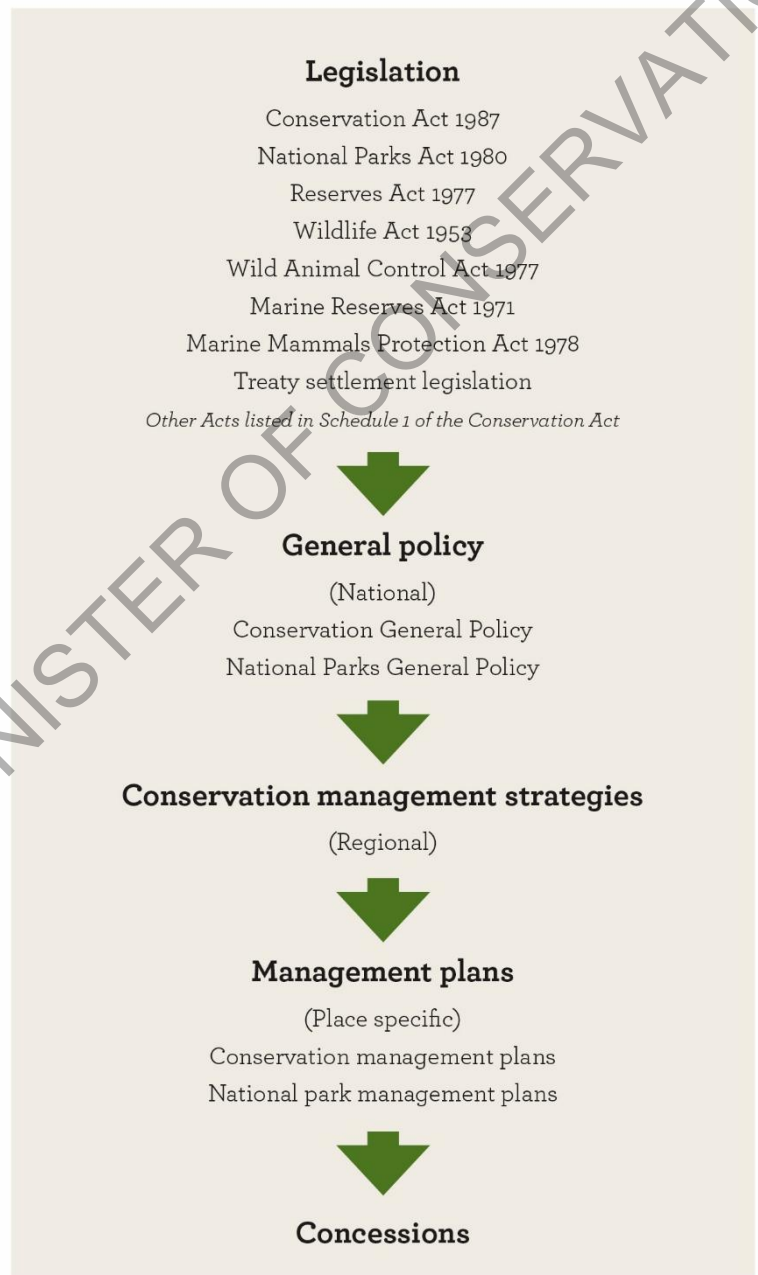 Legislation
Conservation Act 1987
National Parks Act 1980
Reserves Act 1977
Wildlife Act 1953
Wild Animal Control Act 1977
Marine Reserves Act 1971
Marine Mammals Protection Act 1978
Treaty settlement legislation
Other Acts listed in Schedule 1 of the Conservation Act
General policy
(National)
Conservation General Policy
National Parks General Policy
Conservation management strategies
(Regional)
Management plans
(Place specific)
Conservation management plans
National park management plans
Concessions
OF